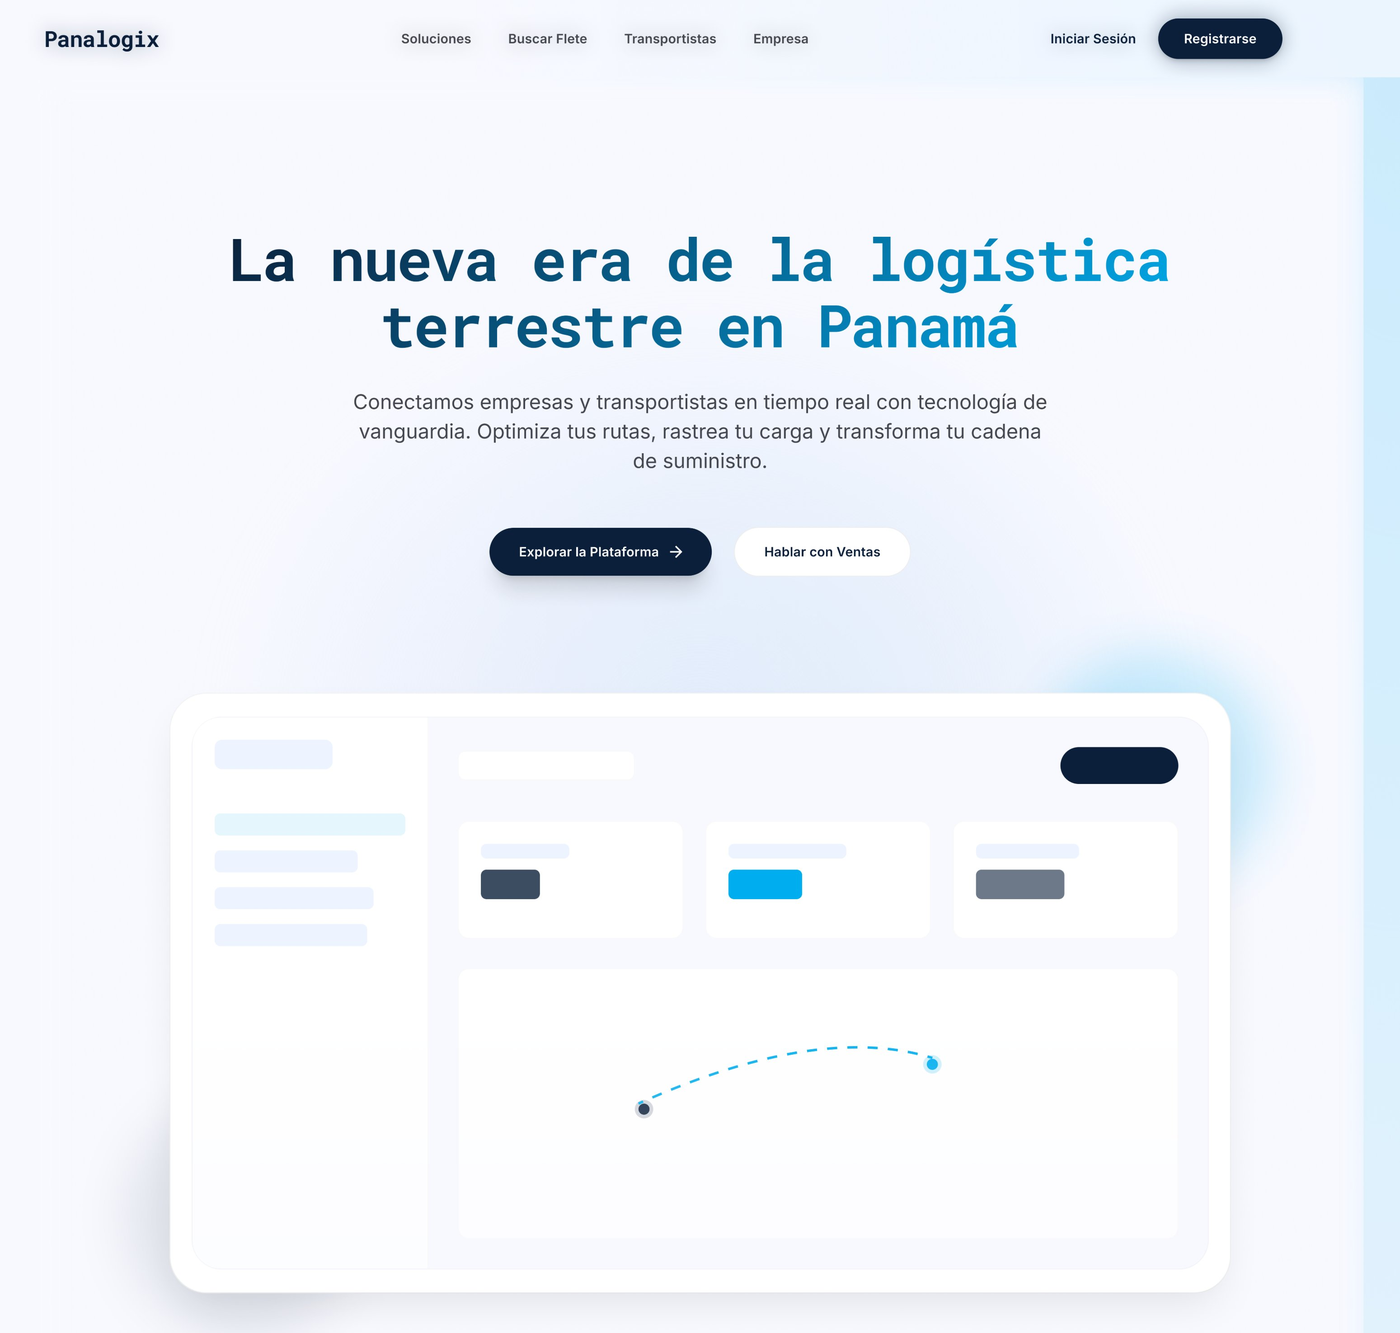 Panalogix
Soluciones
Buscar Flete
Transportistas
Empresa
Iniciar Sesión
Registrarse
La nueva era de la logística
terrestre en Panamá
Conectamos empresas y transportistas en tiempo real con tecnología de
vanguardia. Optimiza tus rutas, rastrea tu carga y transforma tu cadena
de suministro.
Explorar la Plataforma →
Hablar con Ventas